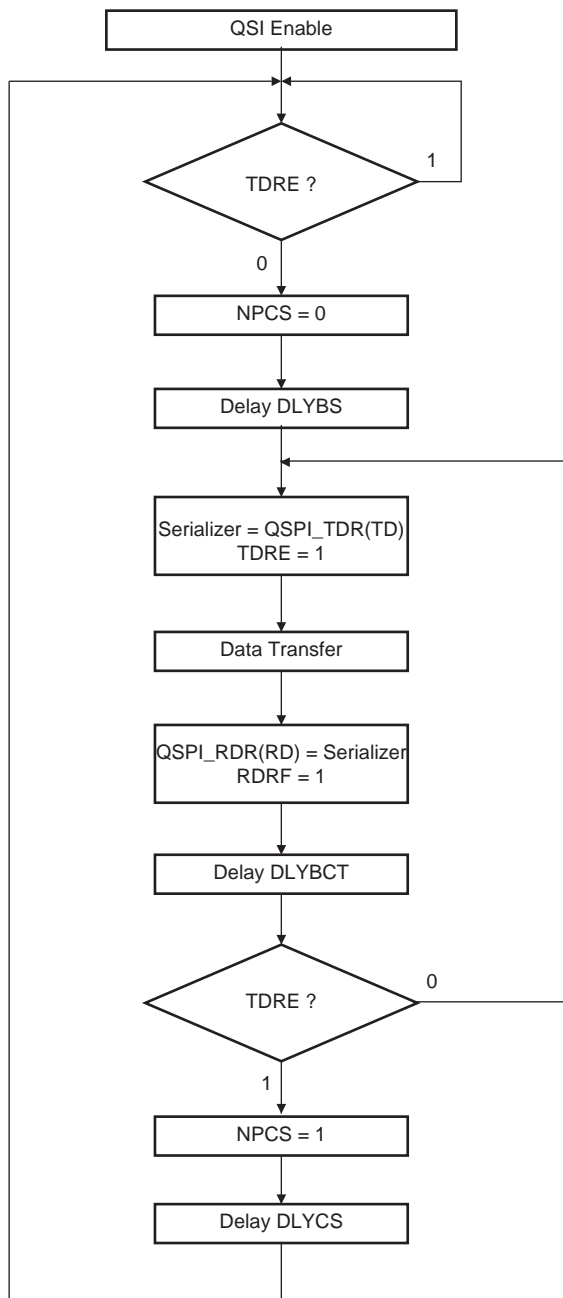 QSI Enable
TDRE ?
1
0
NPCS = 0
Delay DLYBS
Serializer = QSPI_TDR(TD)
TDRE = 1
Data Transfer
QSPI_RDR(RD) = Serializer
RDRF = 1
Delay DLYBCT
TDRE ?
0
1
NPCS = 1
Delay DLYCS